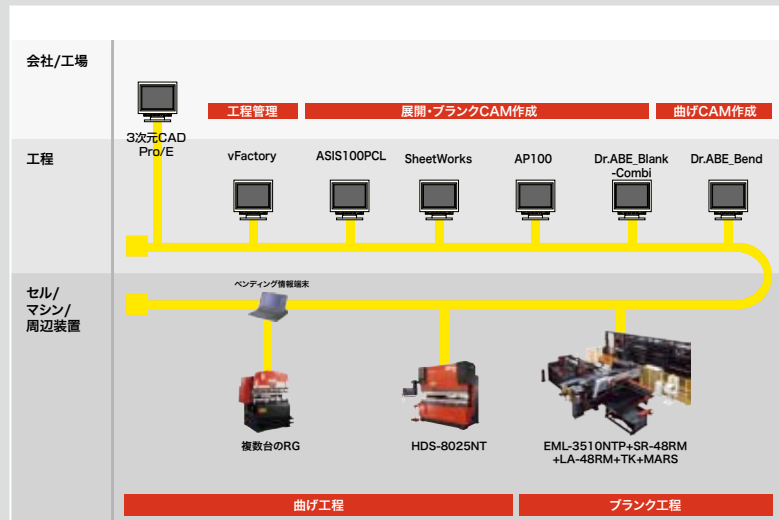 会社/工場
工程管理
展開・ブランクCAM作成
曲げCAM作成
3次元CAD
Pro/E
工程
vFactory
ASIS100PCL
SheetWorks
AP100
Dr.ABE_Blank
-Combi
Dr.ABE_Bend
セル/
マシン/
周辺装置
ベンディング情報端末
複数台のRG
HDS-8025NT
EML-3510NTP+SR-48RM
+LA-48RM+TK+MARS
曲げ工程
ブランク工程